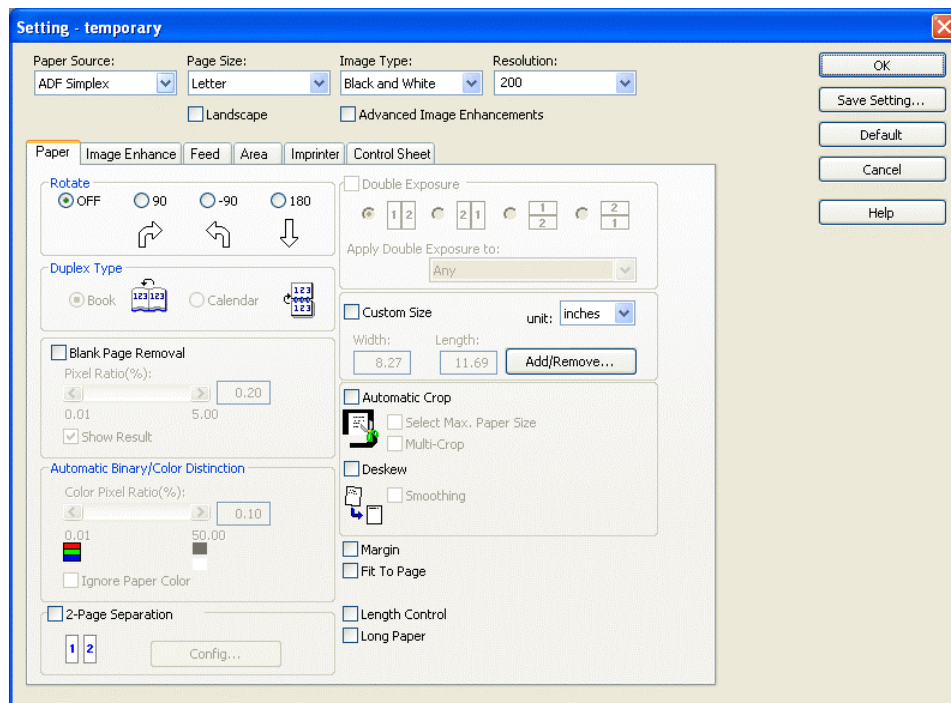 Setting - temporary
Paper Source: Page Size: Image Type: Resolution:
ADF Simplex Letter Black and White 200
Landscape Advanced Image Enhancements
OK
Save Setting...
Default
Cancel
Help
Paper Image Enhance Feed Area Imprinter Control Sheet
Rotate
OFF 90 -90 180
Duplex Type
Book 123 123 Calendar 123 123
Blank Page Removal
Pixel Ratio(%):
0.20
0.01 5.00
Show Result
Automatic Binary/Color Distinction
Color Pixel Ratio(%):
0.10
0.01 50.00
Ignore Paper Color
2-Page Separation
1 2 Config...
Double Exposure
1 2 2 1 1 2 2 1
Apply Double Exposure to:
Any
Custom Size unit: inches
Width: Length:
8.27 11.69 Add/Remove...
Automatic Crop
Select Max. Paper Size
Multi-Crop
Deskew
Smoothing
Margin
Fit To Page
Length Control
Long Paper